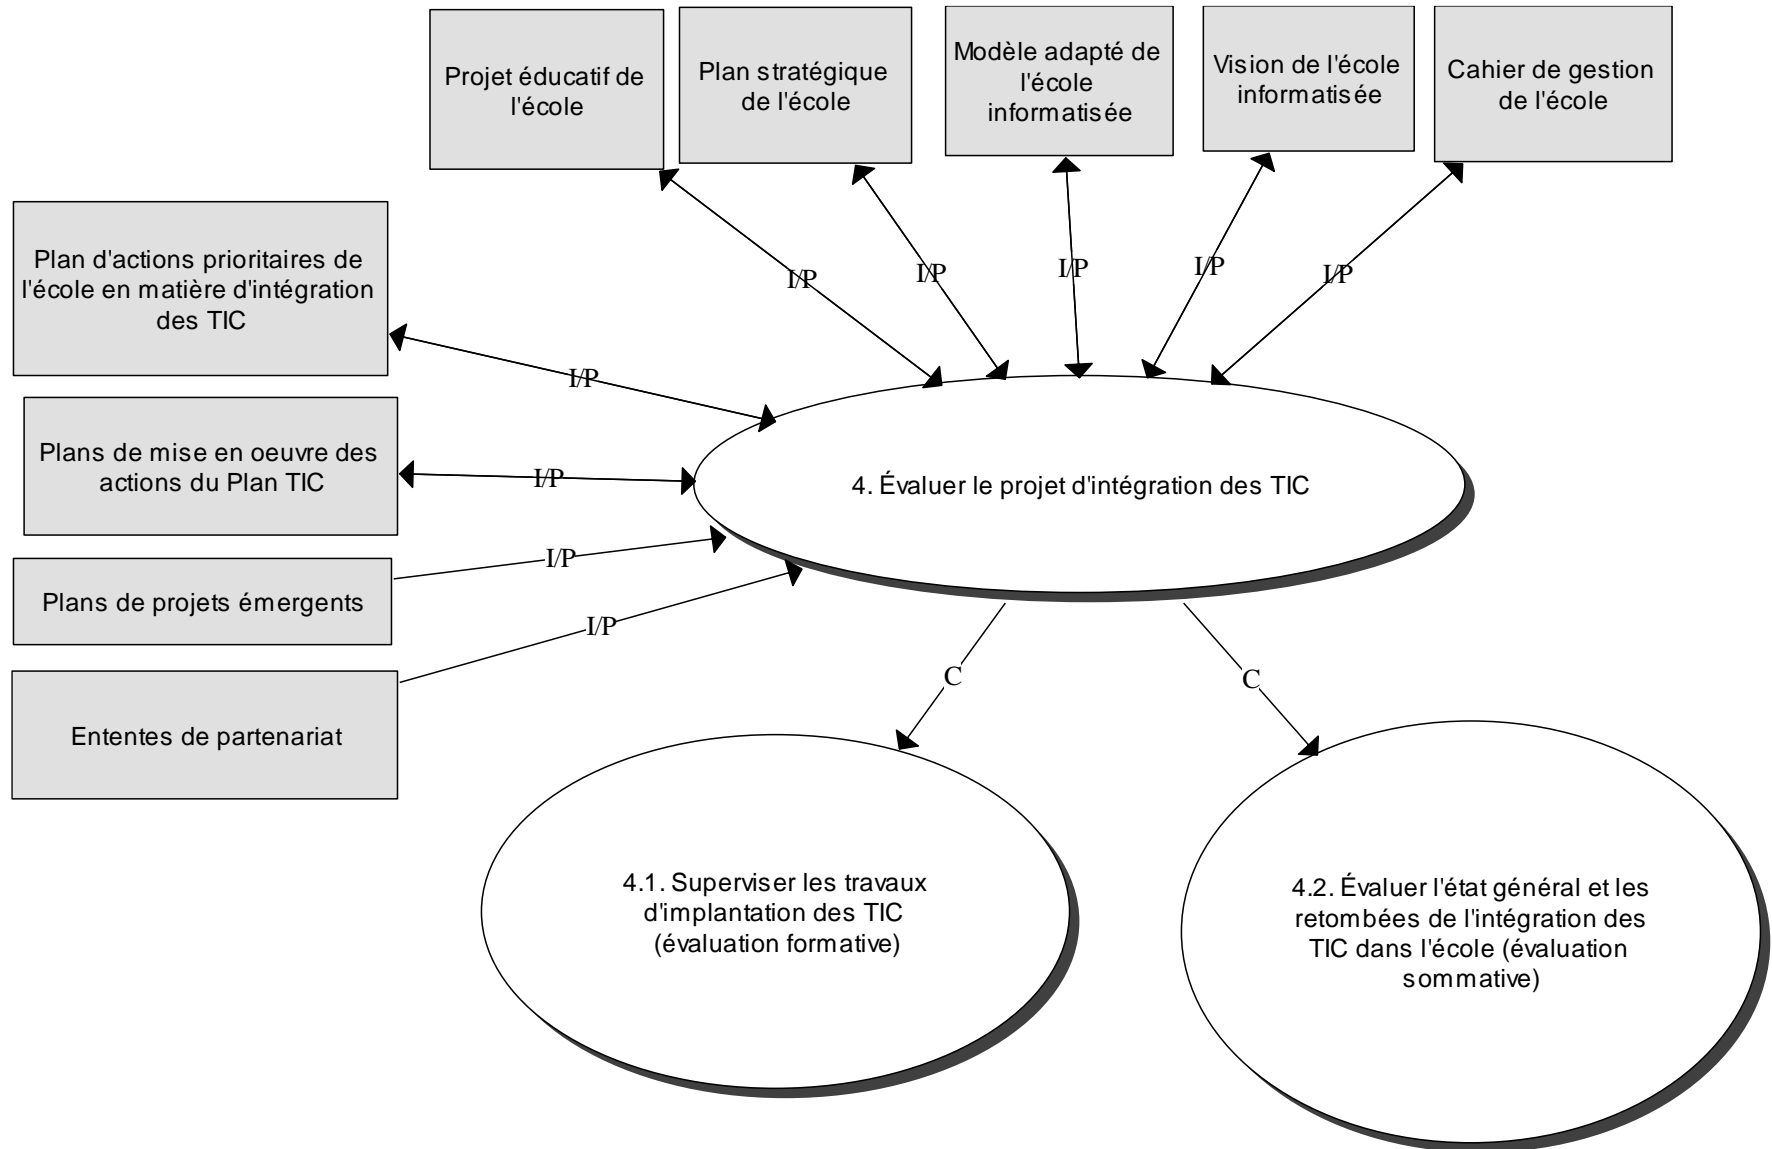 Projet éducatif de
l'école
Plan stratégique
de l'école
Modèle adapté de
l'école
informatisée
Vision de l'école
informatisée
Cahier de gestion
de l'école
Plan d'actions prioritaires de
l'école en matière d'intégration
des TIC
I/P
I/P
I/P
I/P
I/P
I/P
Plans de mise en oeuvre des
actions du Plan TIC
I/P
4. Évaluer le projet d'intégration des TIC
Plans de projets émergents
I/P
Ententes de partenariat
I/P
C
C
4.1. Superviser les travaux
d'implantation des TIC
(évaluation formative)
4.2. Évaluer l'état général et les
retombées de l'intégration des
TIC dans l'école (évaluation
sommative)